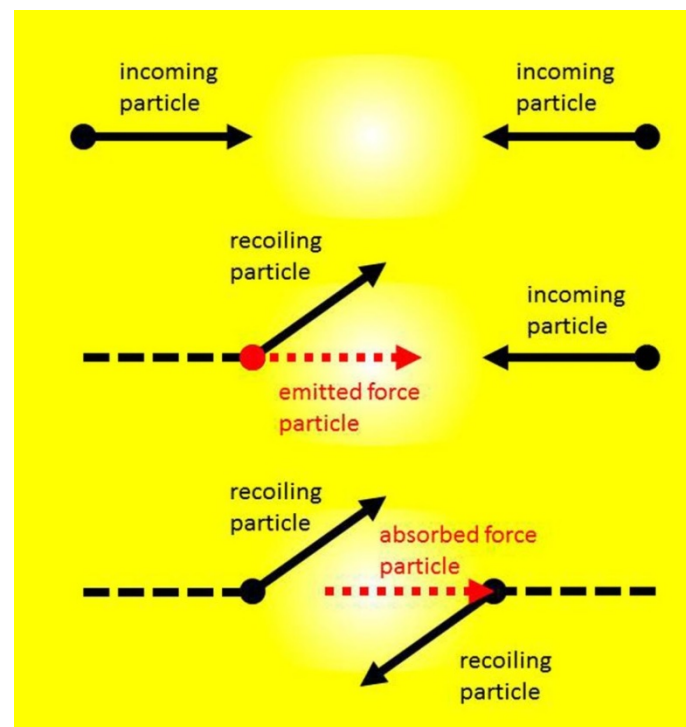 incoming
particle
incoming
particle
recoiling
particle
incoming
particle
emitted force
particle
recoiling
particle
absorbed force
particle
recoiling
particle